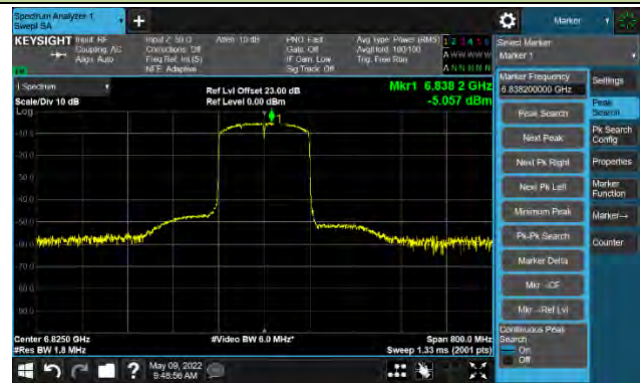 Spectrum Analyzer 1
Swept SA
+
Marker
KEYSIGHT Input: RF
Coupling: AC
Align: Auto
Input Z: 50 Ω
Corrections: Off
Freq Ref: Int (S)
NFE: Adaptive
Atten: 10 dB
PNO: Fast
Gate: Off
IF Gain: Low
Sig Track: Off
Avg Type: Power (RMS)
Avg|Hold: 100/100
Trig: Free Run
1 2 3 4 5 6
A W W W W W
A N N N N N
Select Marker
Marker 1
1 Spectrum
Scale/Div 10 dB
Log
Ref Lvl Offset 23.00 dB
Ref Level 0.00 dBm
Mkr1 6.838 2 GHz
-5.057 dBm
1
-10.0
-20.0
-30.0
-40.0
-50.0
-60.0
-70.0
-80.0
-90.0
Center 6.8250 GHz
#Res BW 1.8 MHz
#Video BW 6.0 MHz*
Span 800.0 MHz
Sweep 1.33 ms (2001 pts)
Marker Frequency
6.838200000 GHz
Peak Search
Next Peak
Next Pk Right
Next Pk Left
Minimum Peak
Pk-Pk Search
Marker Delta
Mkr→CF
Mkr→Ref Lvl
Continuous Peak
Search
On
Off
Settings
Peak
Search
Pk Search
Config
Properties
Marker
Function
Marker→
Counter
?
May 09, 2022
9:48:56 AM